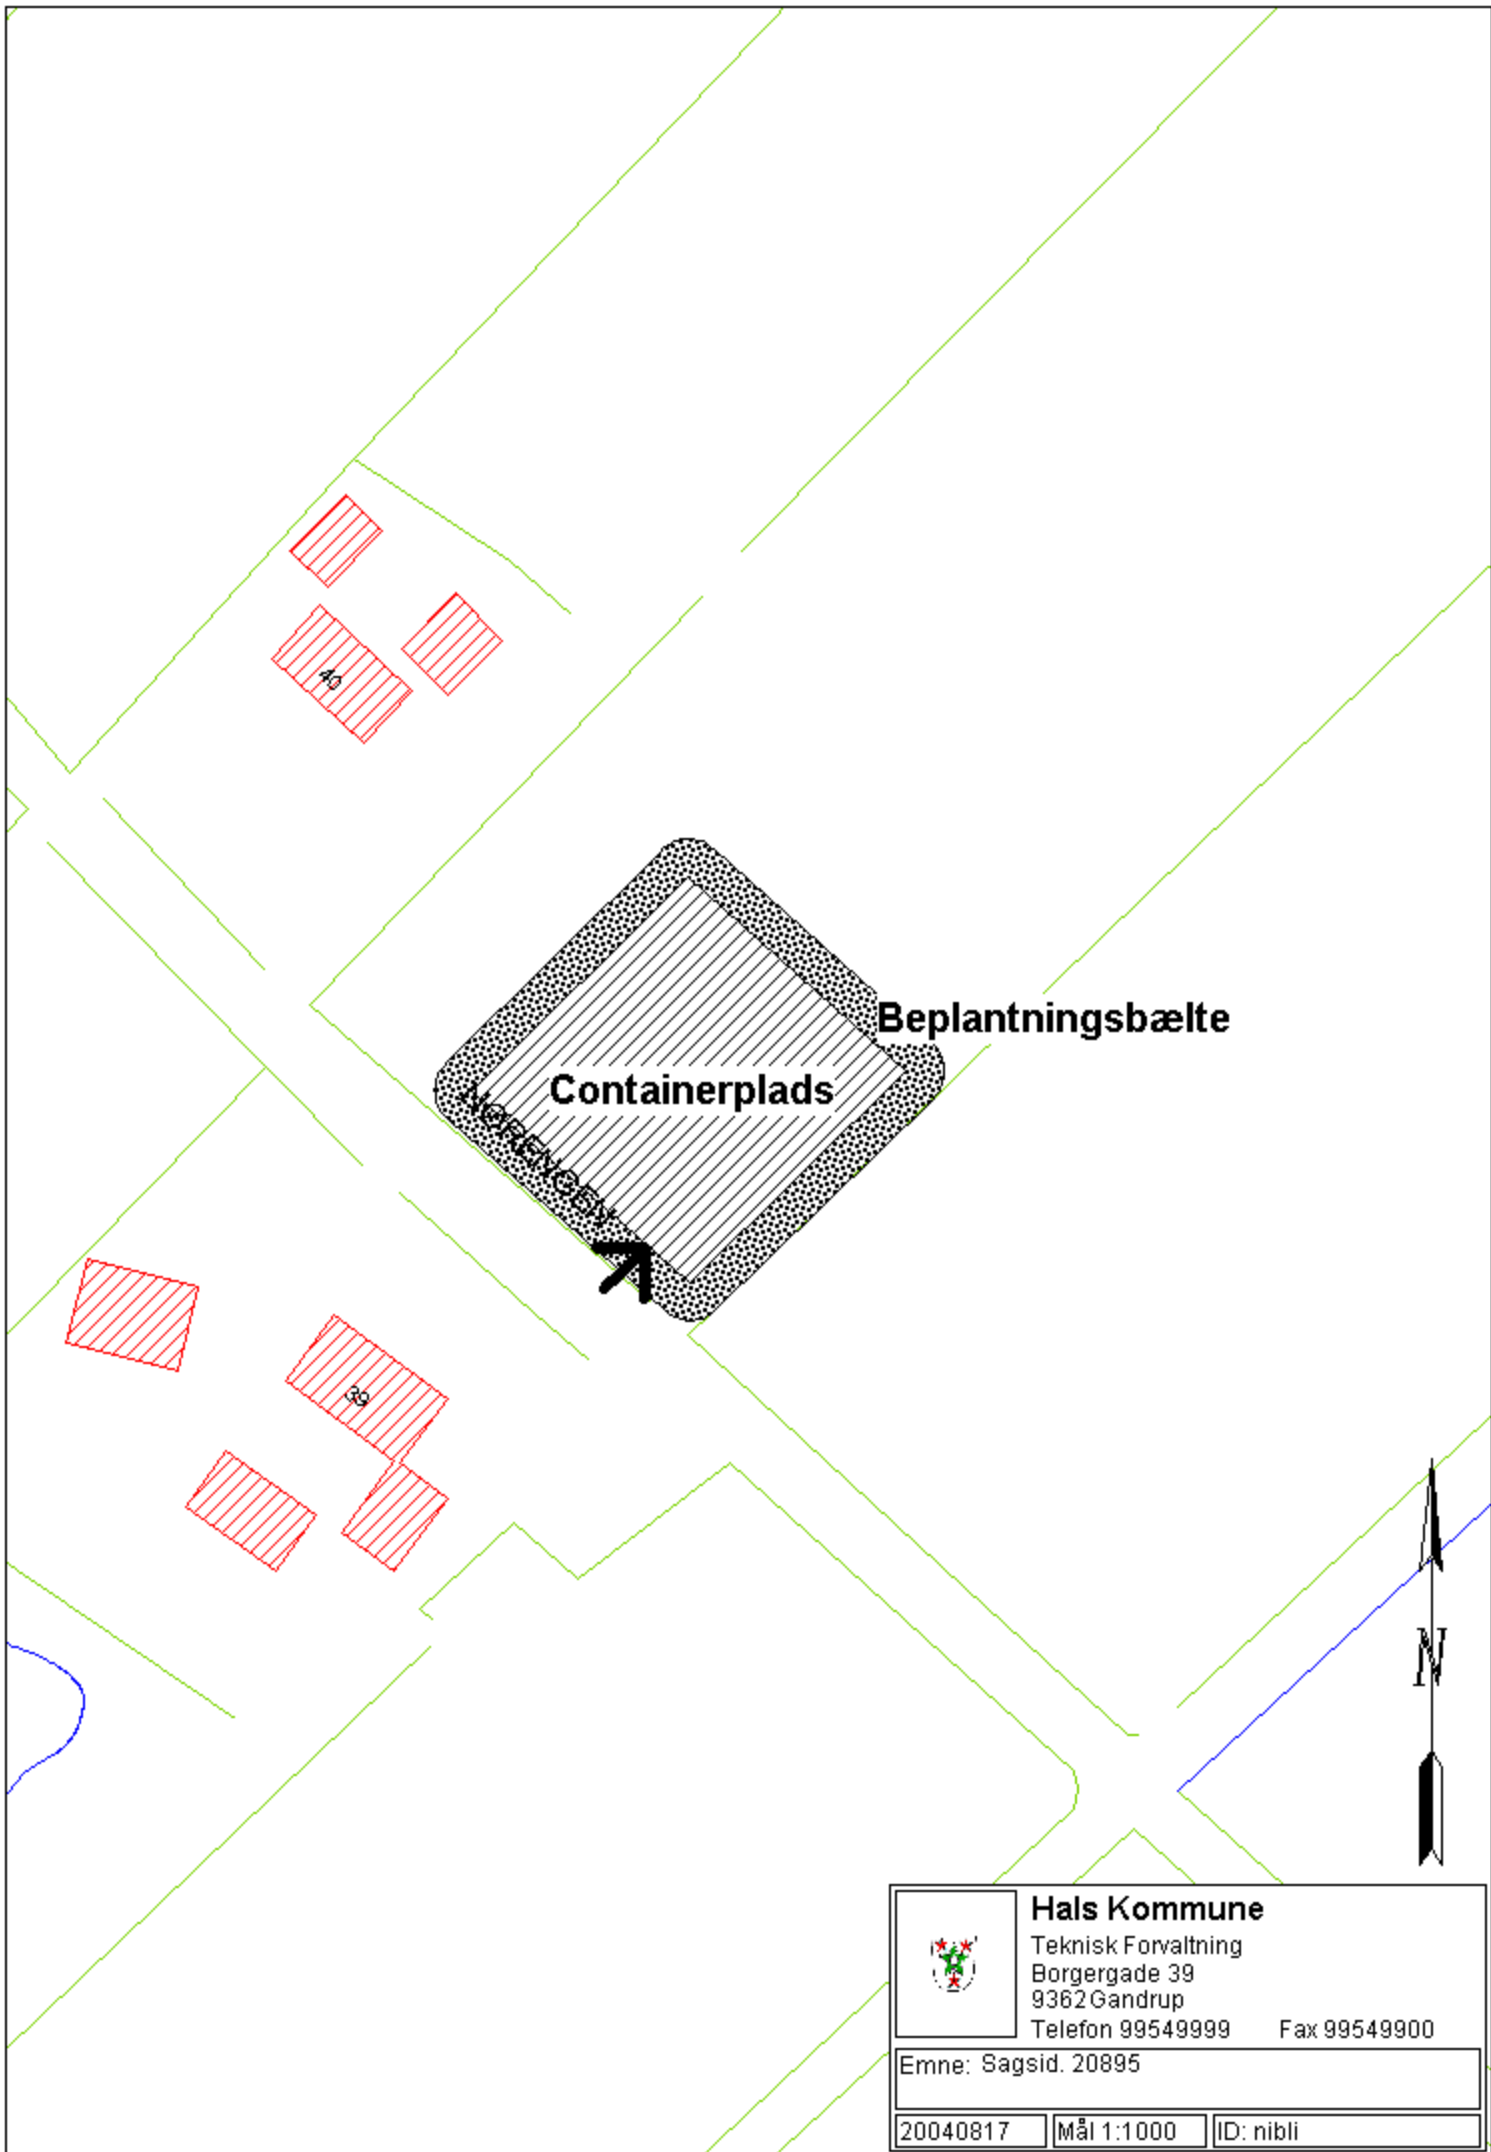 40
Beplantningsbælte
Containerplads
NØRENGEN
39
N
Hals Kommune
Teknisk Forvaltning
Borgergade 39
9362 Gandrup
Telefon 99549999 Fax 99549900
Emne: Sagsid. 20895
20040817 Mål 1:1000 ID: nibli